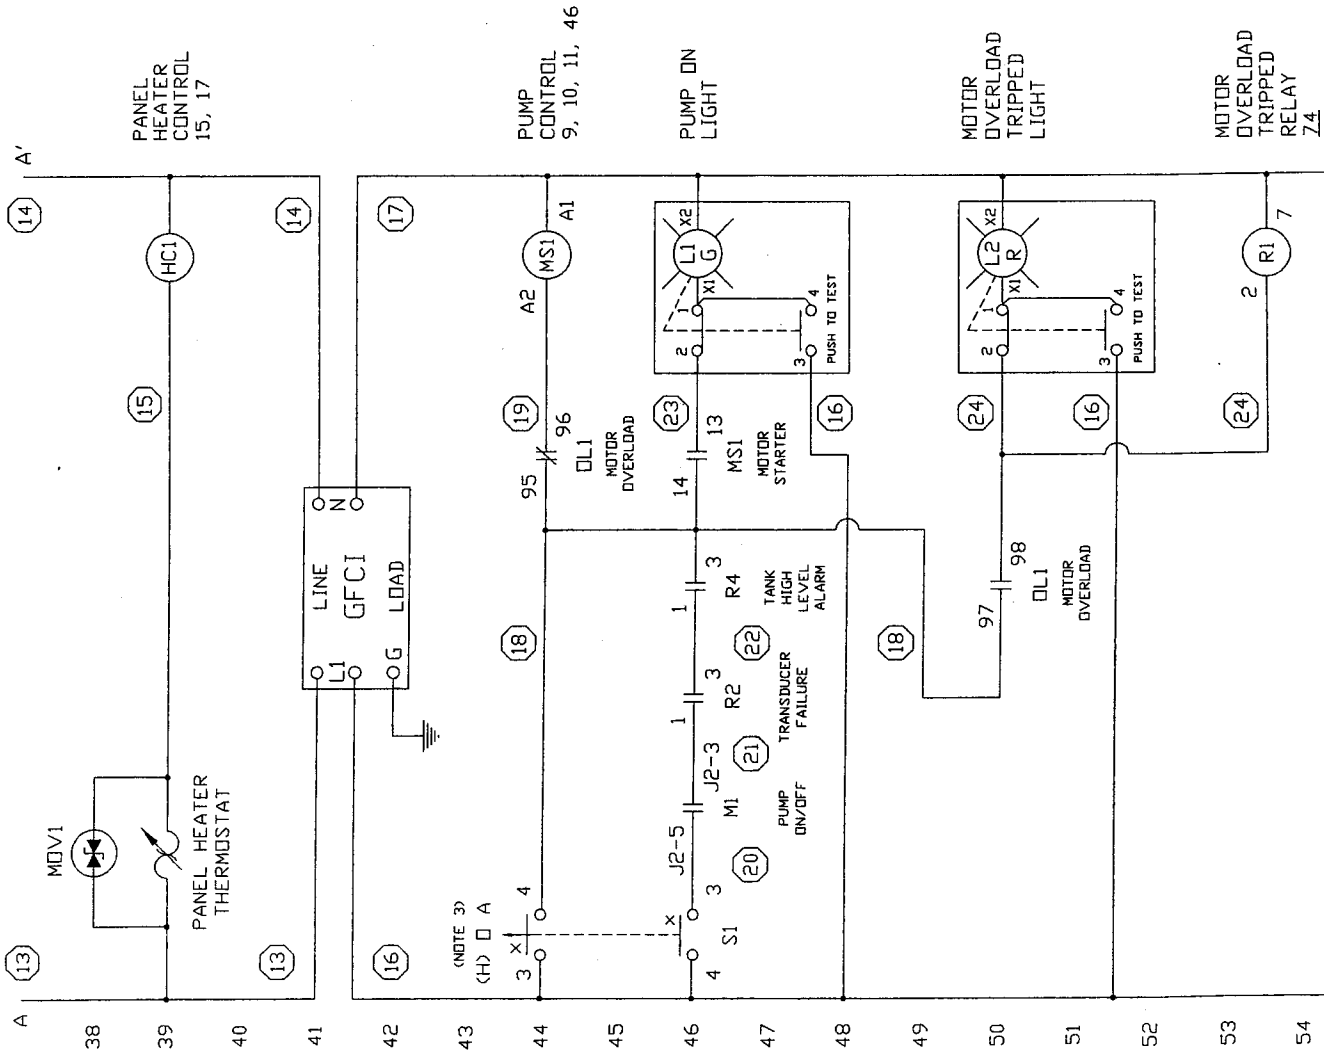 A
A'
13
14
38
MOV1
39
15
HC1
PANEL
HEATER
CONTROL
15, 17
PANEL HEATER
THERMOSTAT
40
13
14
41
LINE
N
L1
GFCI
LOAD
G
16
17
42
43
(NOTE 3)
(H) O A
44
X
3
4
18
95
96
19
OL1
MOTOR
OVERLOAD
A2
MS1
A1
PUMP
CONTROL
9, 10, 11, 46
45
46
X
4
3
S1
20
J2-5
J2-3
M1
PUMP
ON/OFF
21
1
3
R2
TRANSDUCER
FAILURE
22
1
3
R4
TANK
HIGH
LEVEL
ALARM
14
13
MS1
MOTOR
STARTER
23
2
1
X1
L1
G
X2
PUMP ON
LIGHT
47
3
4
PUSH TO TEST
48
16
49
18
50
97
98
OL1
MOTOR
OVERLOAD
24
2
1
X1
L2
R
X2
MOTOR
OVERLOAD
TRIPPED
LIGHT
51
16
3
4
PUSH TO TEST
52
53
24
2
R1
7
MOTOR
OVERLOAD
TRIPPED
RELAY
74
54